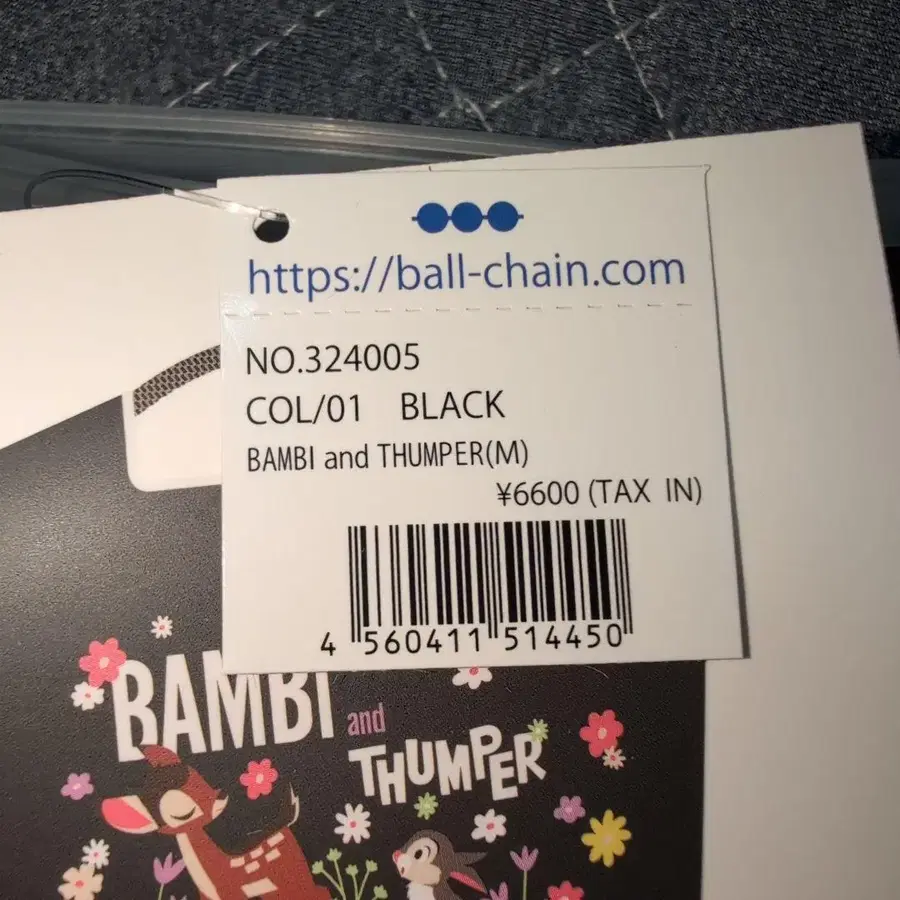 https://ball-chain.com
NO.324005
COL/01 BLACK
BAMBI and THUMPER(M)
¥6600 (TAX IN)
4 560411 514450
BAMBI
and
THUMPER